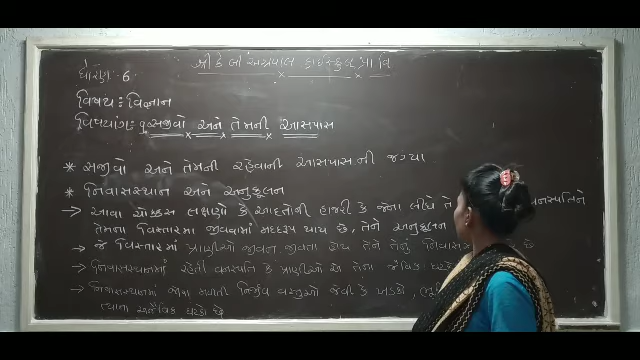 ધોરણ 6
શ્રી કે લી અગ્રવાલ હાઈસ્કુલ પ્રા વિ
વિષય : વિજ્ઞાન
વિષયાંગ: ૧ સજીવો અને તેમની આસપાસ
* સજીવો અને તેમની રહેવાની આસપાસ ની જગ્યા
* નિવાસસ્થાન અને અનુકૂલન
→ આવા ચોક્કસ લક્ષણો કે આદતોની હાજરી કે જેના લીધે તે વનસ્પતિને
તેમના વિસ્તારમાં જીવવામાં મદદરૂપ થાય છે, તેને અનુકૂલન
→ જે વિસ્તારમાં પ્રાણીઓ જીવન જીવતા હોય તેને તેનું છે
→ નિવાસસ્થાનમાં રહેતી વનસ્પતિ કે પ્રાણીઓ એ તેના જૈવિક
→ નિવાસસ્થાનમાં જોવા મળતી નિર્જીવ વસ્તુઓ જેવી કે ખડકો,
ત્યાના અજૈવિક ઘટકો છે